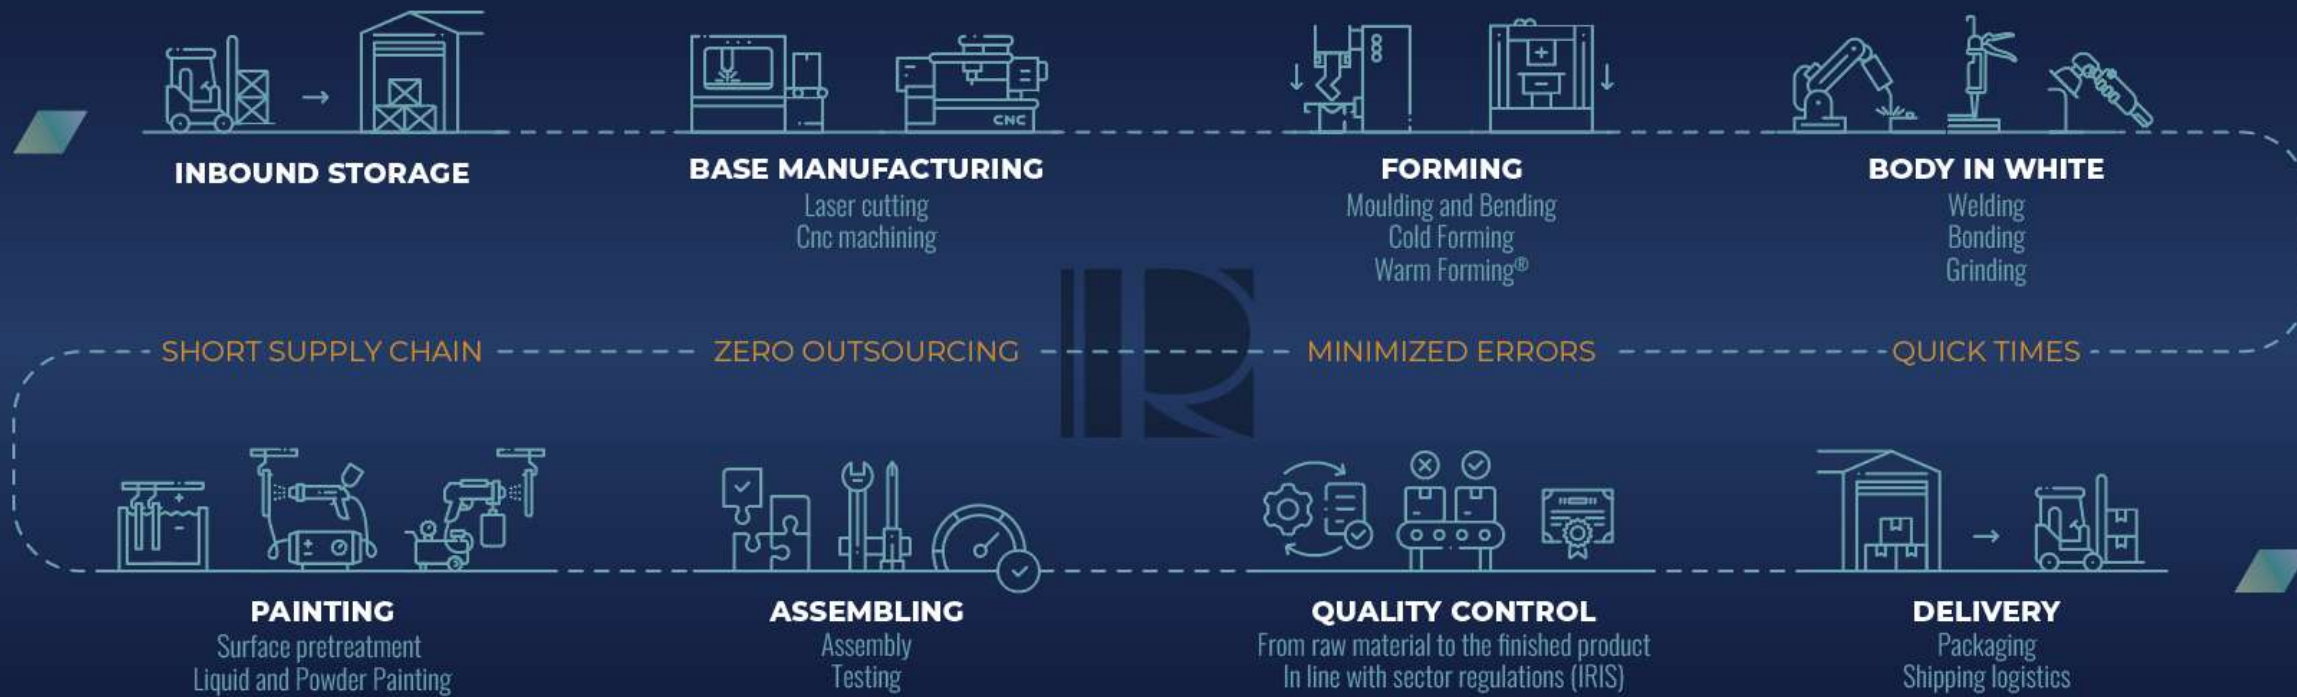 CNC
INBOUND STORAGE
BASE MANUFACTURING
Laser cutting
Cnc machining
FORMING
Moulding and Bending
Cold Forming
Warm Forming®
BODY IN WHITE
Welding
Bonding
Grinding
SHORT SUPPLY CHAIN
ZERO OUTSOURCING
MINIMIZED ERRORS
QUICK TIMES
PAINTING
Surface pretreatment
Liquid and Powder Painting
ASSEMBLING
Assembly
Testing
QUALITY CONTROL
From raw material to the finished product
In line with sector regulations (IRIS)
DELIVERY
Packaging
Shipping logistics